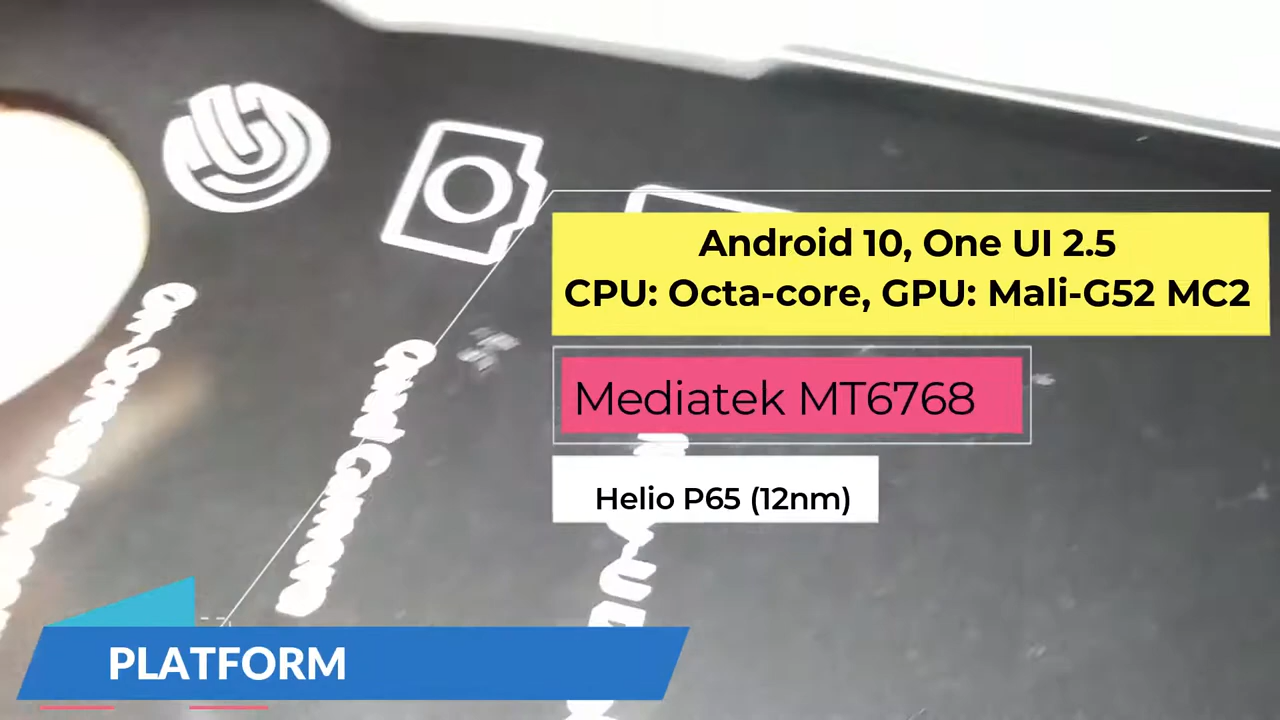 Android 10, One UI 2.5
CPU: Octa-core, GPU: Mali-G52 MC2
Mediatek MT6768
Helio P65 (12nm)
PLATFORM